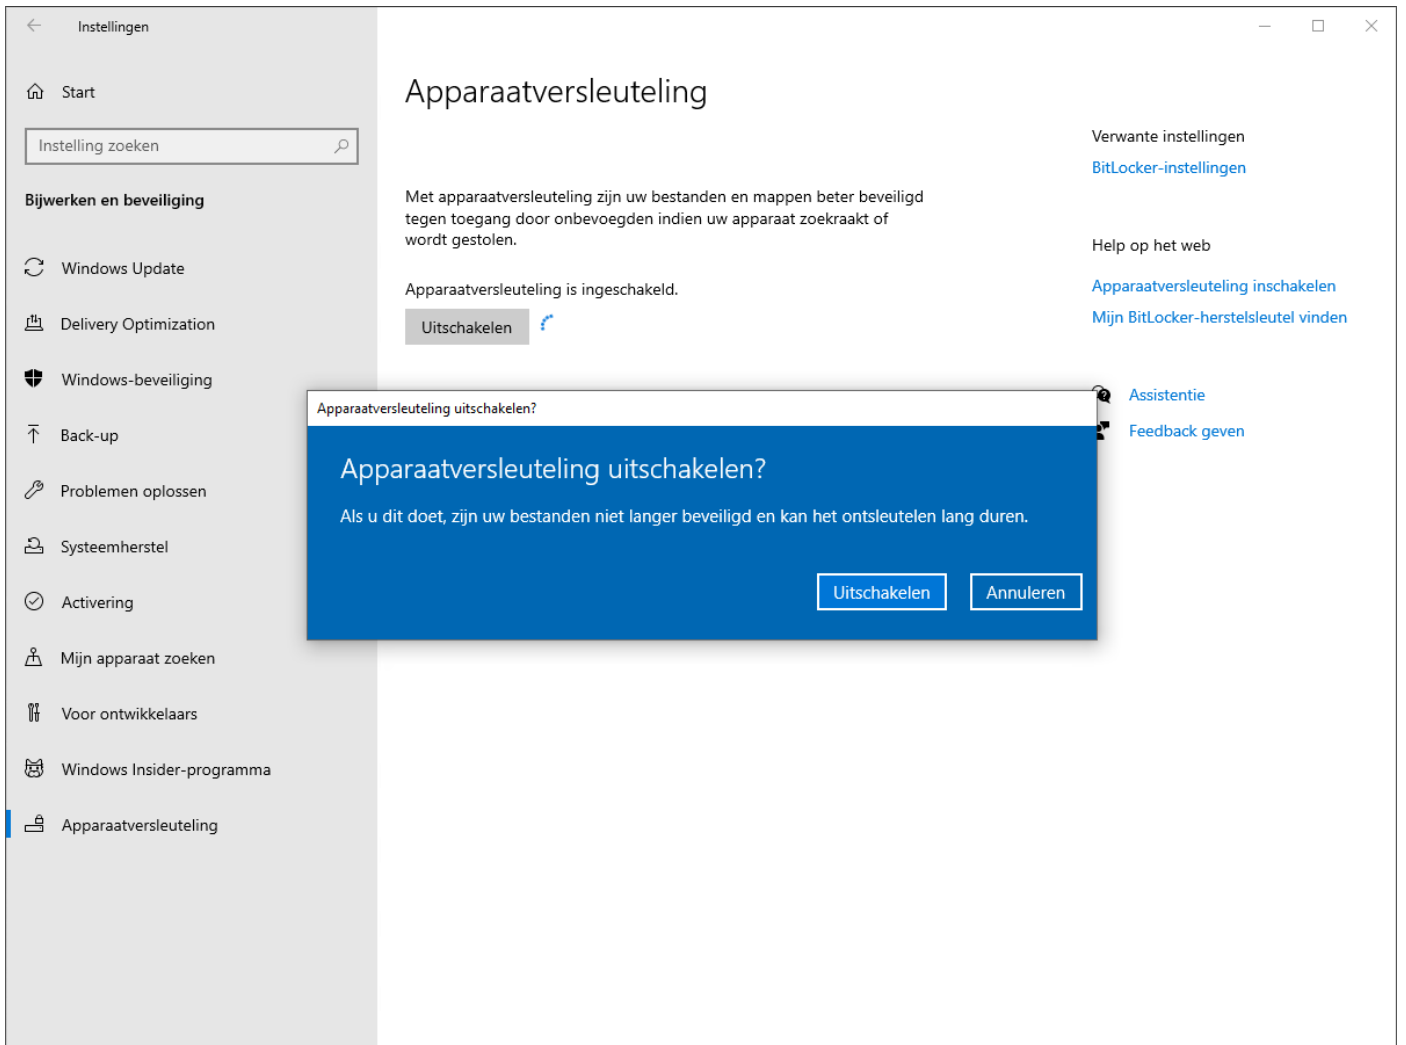 Instellingen
Start
Instelling zoeken
Bijwerken en beveiliging
Windows Update
Delivery Optimization
Windows-beveiliging
Back-up
Problemen oplossen
Systeemherstel
Activering
Mijn apparaat zoeken
Voor ontwikkelaars
Windows Insider-programma
Apparaatversleuteling
Apparaatversleuteling
Met apparaatversleuteling zijn uw bestanden en mappen beter beveiligd
tegen toegang door onbevoegden indien uw apparaat zoekraakt of
wordt gestolen.
Apparaatversleuteling is ingeschakeld.
Uitschakelen
Verwante instellingen
BitLocker-instellingen
Help op het web
Apparaatversleuteling inschakelen
Mijn BitLocker-herstelsleutel vinden
Assistentie
Feedback geven
Apparaatversleuteling uitschakelen?
Apparaatversleuteling uitschakelen?
Als u dit doet, zijn uw bestanden niet langer beveiligd en kan het ontsleutelen lang duren.
Uitschakelen
Annuleren